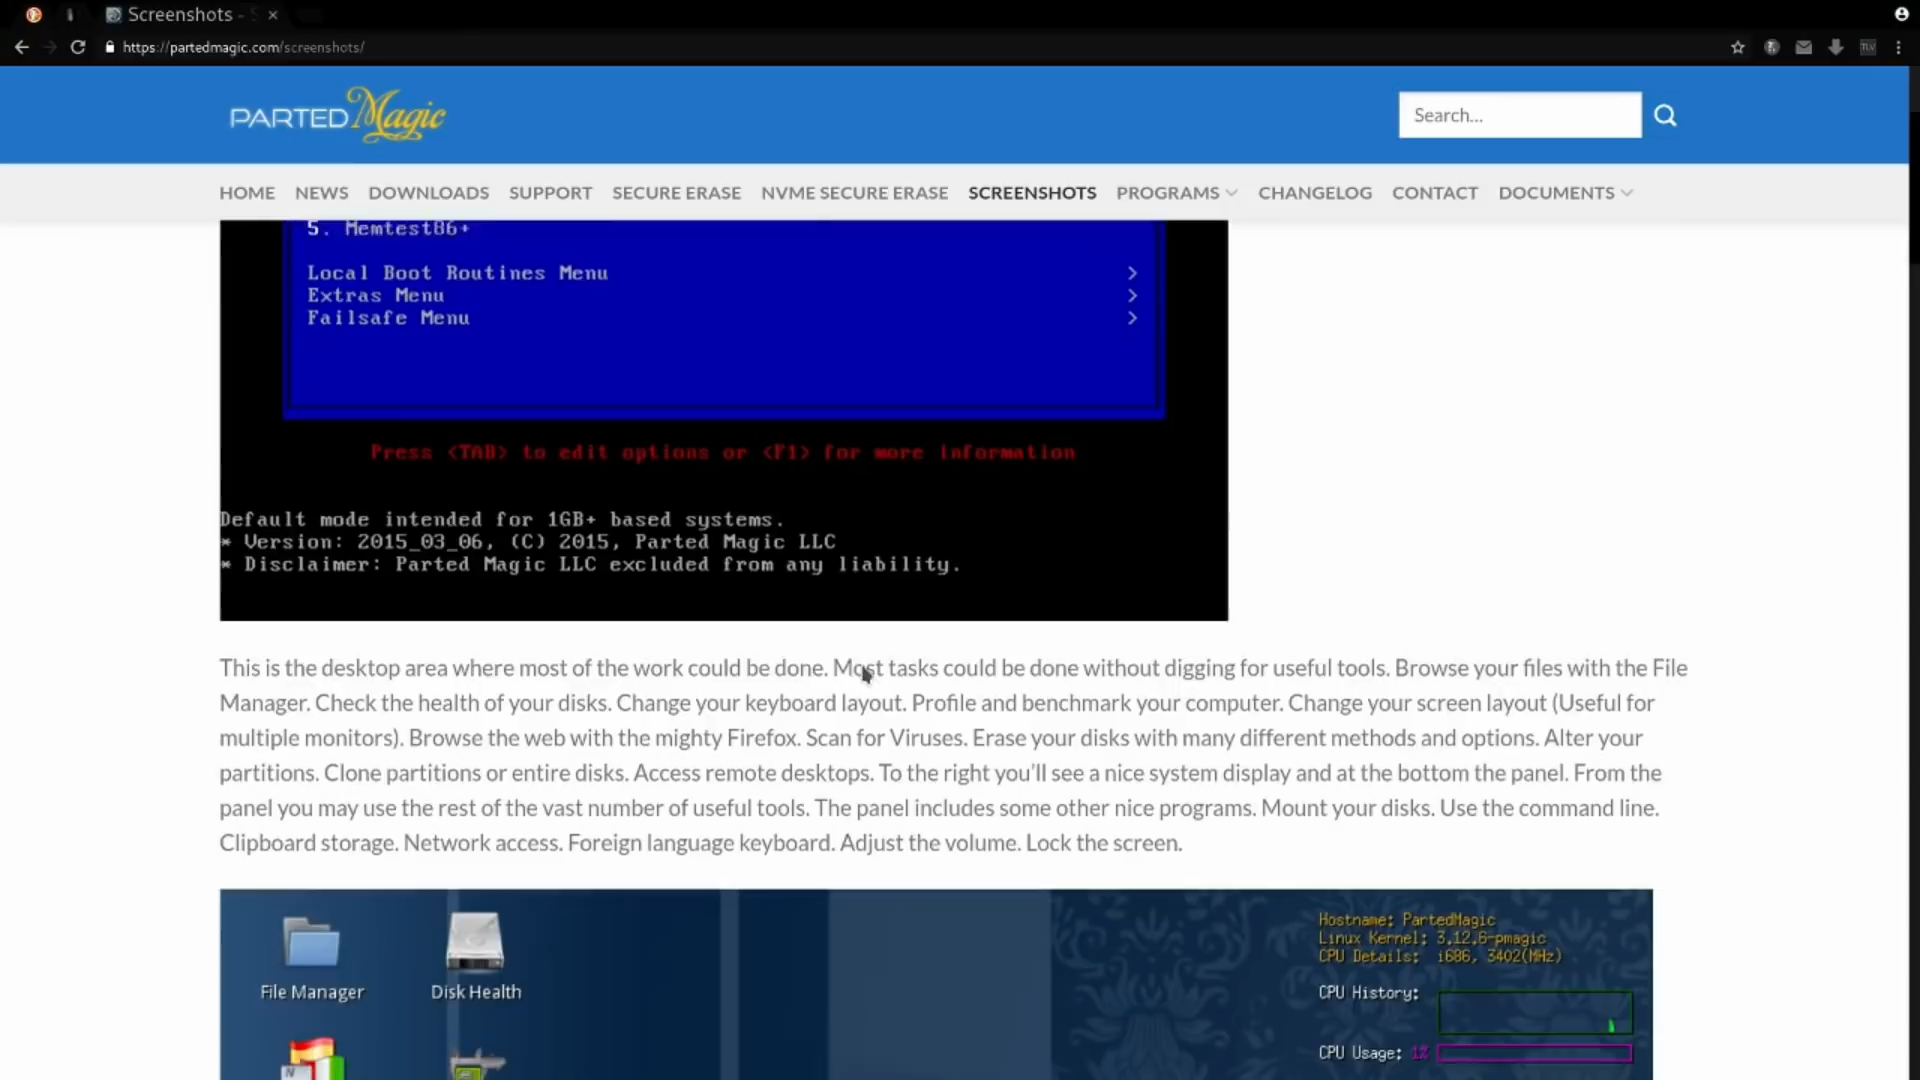 Screenshots -
https://partedmagic.com/screenshots/
TLV
PARTED Magic
Search...
HOME NEWS DOWNLOADS SUPPORT SECURE ERASE NVME SECURE ERASE SCREENSHOTS PROGRAMS CHANGELOG CONTACT DOCUMENTS
5. Memtest86+
Local Boot Routines Menu >
Extras Menu >
Failsafe Menu >
Press <TAB> to edit options or <F1> for more information
Default mode intended for 1GB+ based systems.
* Version: 2015_03_06, (C) 2015, Parted Magic LLC
* Disclaimer: Parted Magic LLC excluded from any liability.
This is the desktop area where most of the work could be done. Most tasks could be done without digging for useful tools. Browse your files with the File
Manager. Check the health of your disks. Change your keyboard layout. Profile and benchmark your computer. Change your screen layout (Useful for
multiple monitors). Browse the web with the mighty Firefox. Scan for Viruses. Erase your disks with many different methods and options. Alter your
partitions. Clone partitions or entire disks. Access remote desktops. To the right you’ll see a nice system display and at the bottom the panel. From the
panel you may use the rest of the vast number of useful tools. The panel includes some other nice programs. Mount your disks. Use the command line.
Clipboard storage. Network access. Foreign language keyboard. Adjust the volume. Lock the screen.
Hostname: PartedMagic
Linux Kernel: 3.12.6-pmagic
CPU Details: i686, 3402(MHz)
File Manager Disk Health
CPU History:
N
CPU Usage: 1%